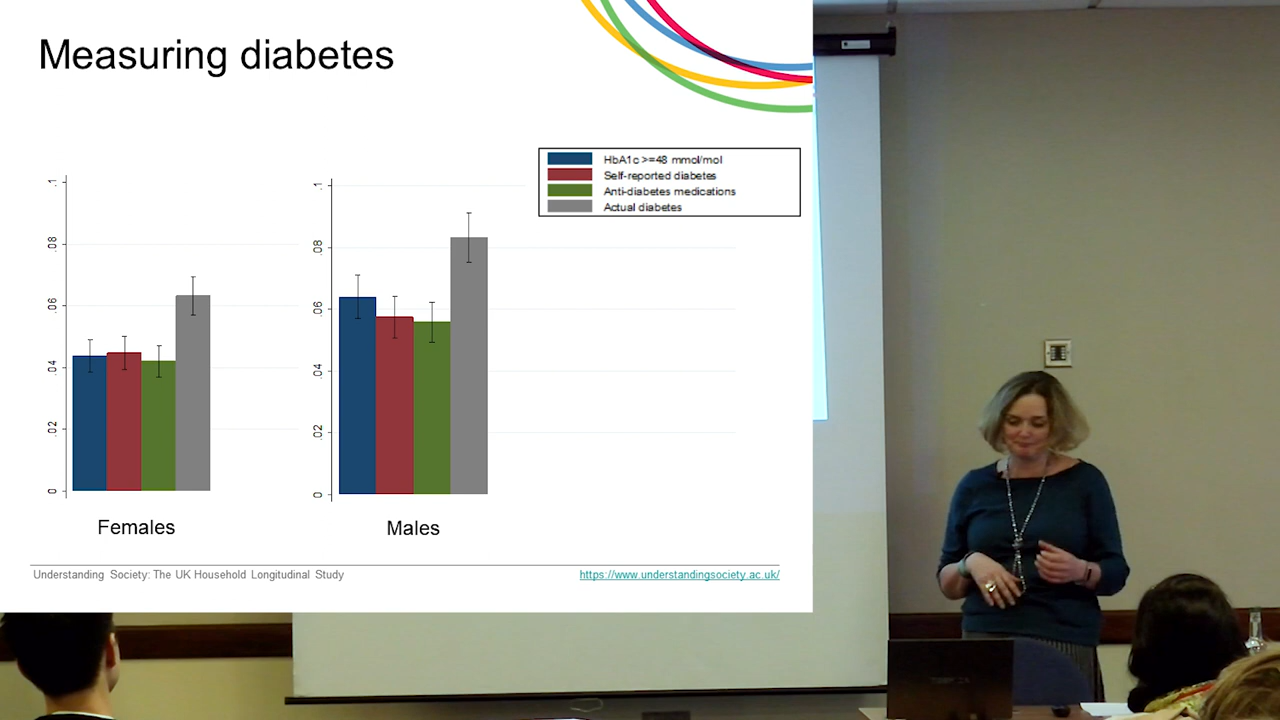 Measuring diabetes
HbA1c >=48 mmol/mol
Self-reported diabetes
Anti-diabetes medications
Actual diabetes
.1
.08
.06
.04
.02
0
.1
.08
.06
.04
.02
0
Females
Males
Understanding Society: The UK Household Longitudinal Study
https://www.understandingsociety.ac.uk/